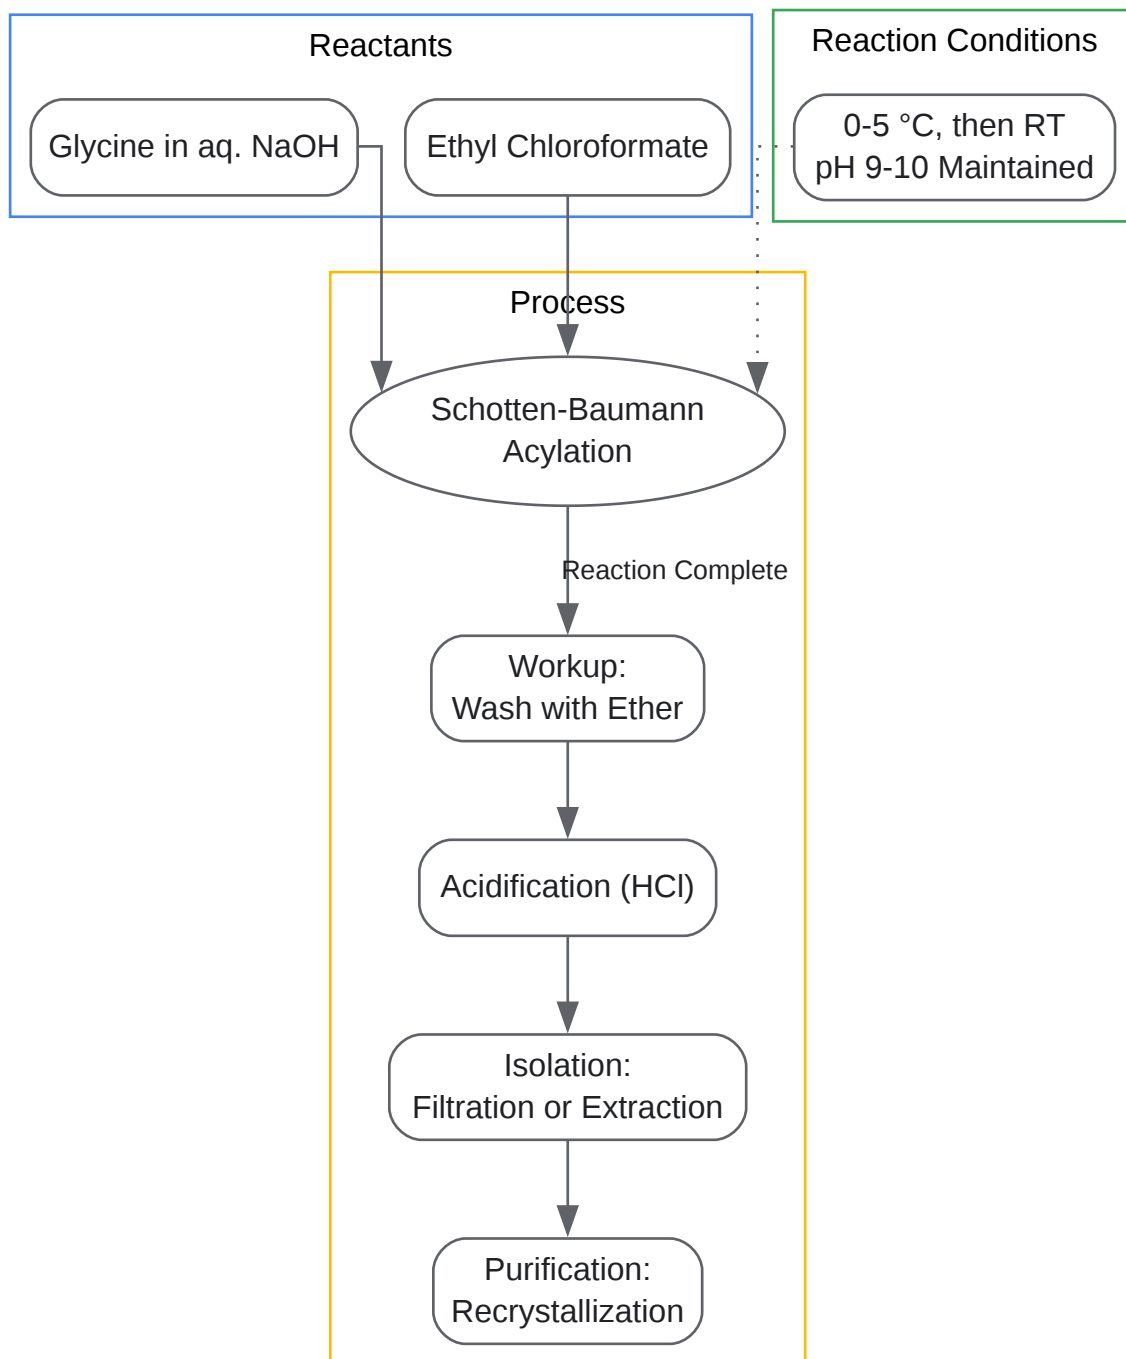 Reactants
Reaction Conditions
Glycine in aq. NaOH
Ethyl Chloroformate
0-5 °C, then RT
pH 9-10 Maintained
Process
Schotten-Baumann
Acylation
Reaction Complete
Workup:
Wash with Ether
Acidification (HCl)
Isolation:
Filtration or Extraction
Purification:
Recrystallization